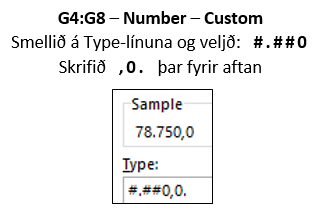 G4:G8 – Number – Custom
Smellið á Type-línuna og veljð: #.##0
Skrifið ,0. þar fyrir aftan
Sample
78.750,0
Type:
#.##0,0.